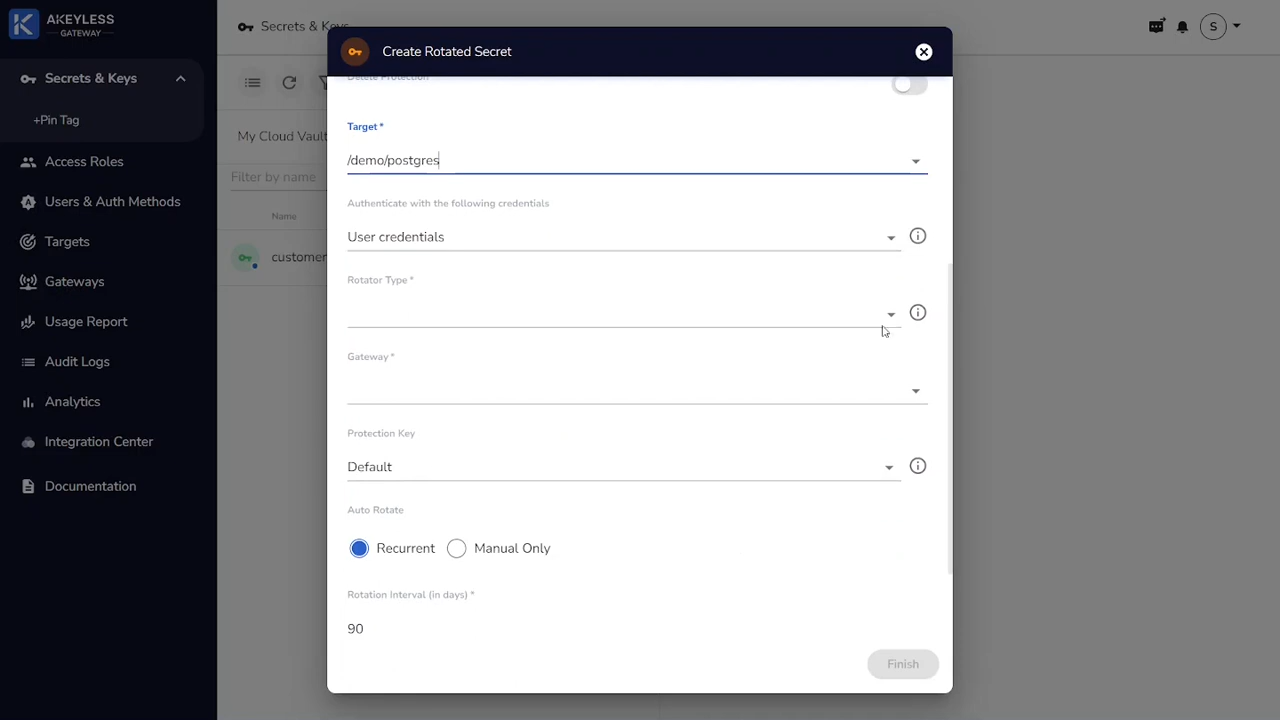 AKEYLESS
GATEWAY
Secrets & Keys
+Pin Tag
Access Roles
Users & Auth Methods
Targets
Gateways
Usage Report
Audit Logs
Analytics
Integration Center
Documentation
Secrets & Keys
S
My Cloud Vault
Filter by name
Name
customer
Create Rotated Secret
Delete Protection
Target *
/demo/postgres
Authenticate with the following credentials
User credentials
Rotator Type *
Gateway *
Protection Key
Default
Auto Rotate
Recurrent
Manual Only
Rotation Interval (in days) *
90
Finish